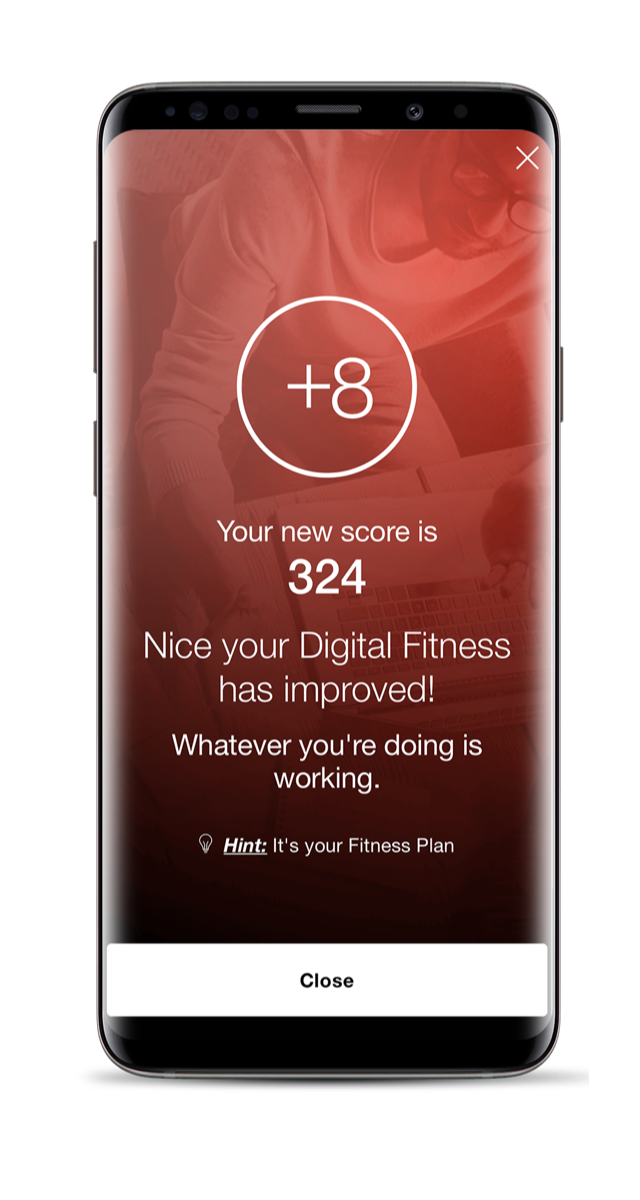 +8
Your new score is
324
Nice your Digital Fitness
has improved!
Whatever you're doing is
working.
Hint: It's your Fitness Plan
Close